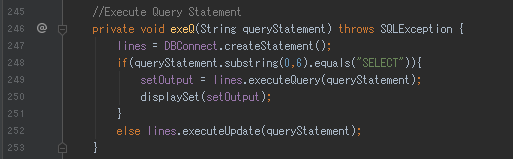 245 //Execute Query Statement
246 @ private void exeQ(String queryStatement) throws SQLException {
247 lines = DBConnect.createStatement();
248 if(queryStatement.substring(0,6).equals("SELECT")){
249 setOutput = lines.executeQuery(queryStatement);
250 displaySet(setOutput);
251 }
252 else lines.executeUpdate(queryStatement);
253 }